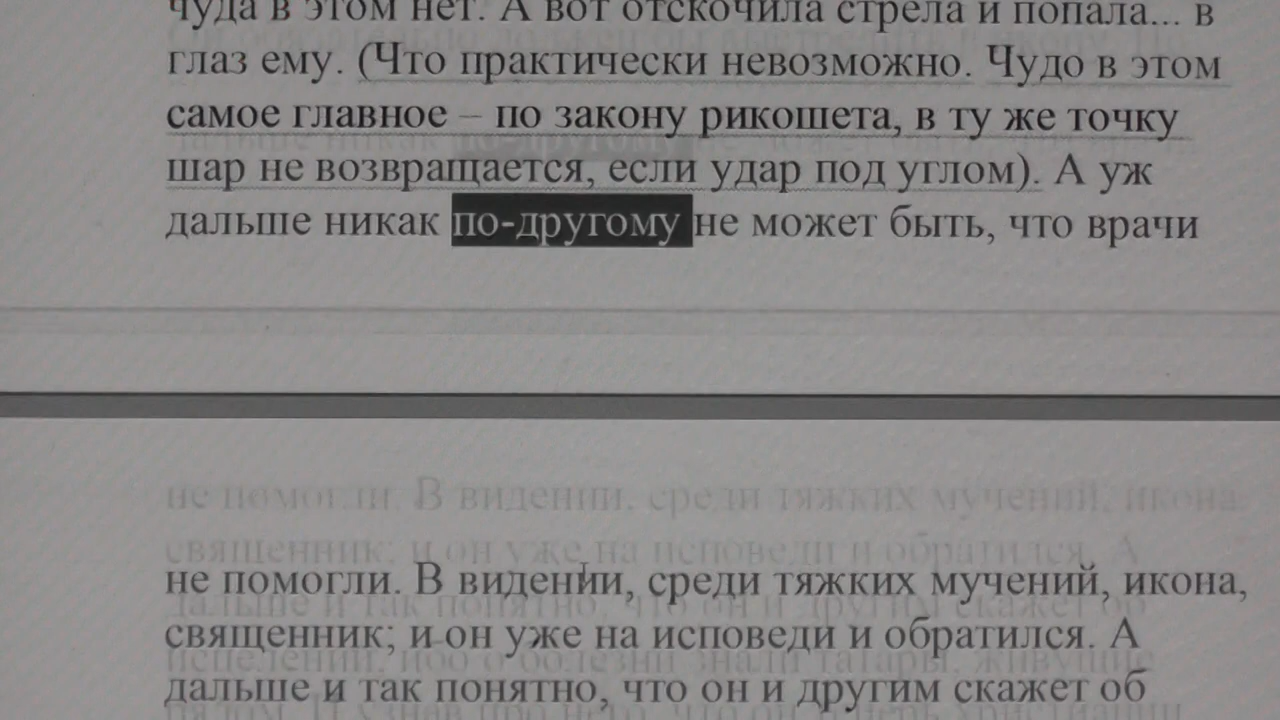 чуда в этом нет. А вот отскочила стрела и попала... в
глаз ему. (Что практически невозможно. Чудо в этом
самое главное – по закону рикошета, в ту же точку
шар не возвращается, если удар под углом). А уж
дальше никак по-другому не может быть, что врачи
не помогли. В видении, среди тяжких мучений, икона,
священник; и он уже на исповеди и обратился. А
дальше и так понятно, что он и другим скажет об